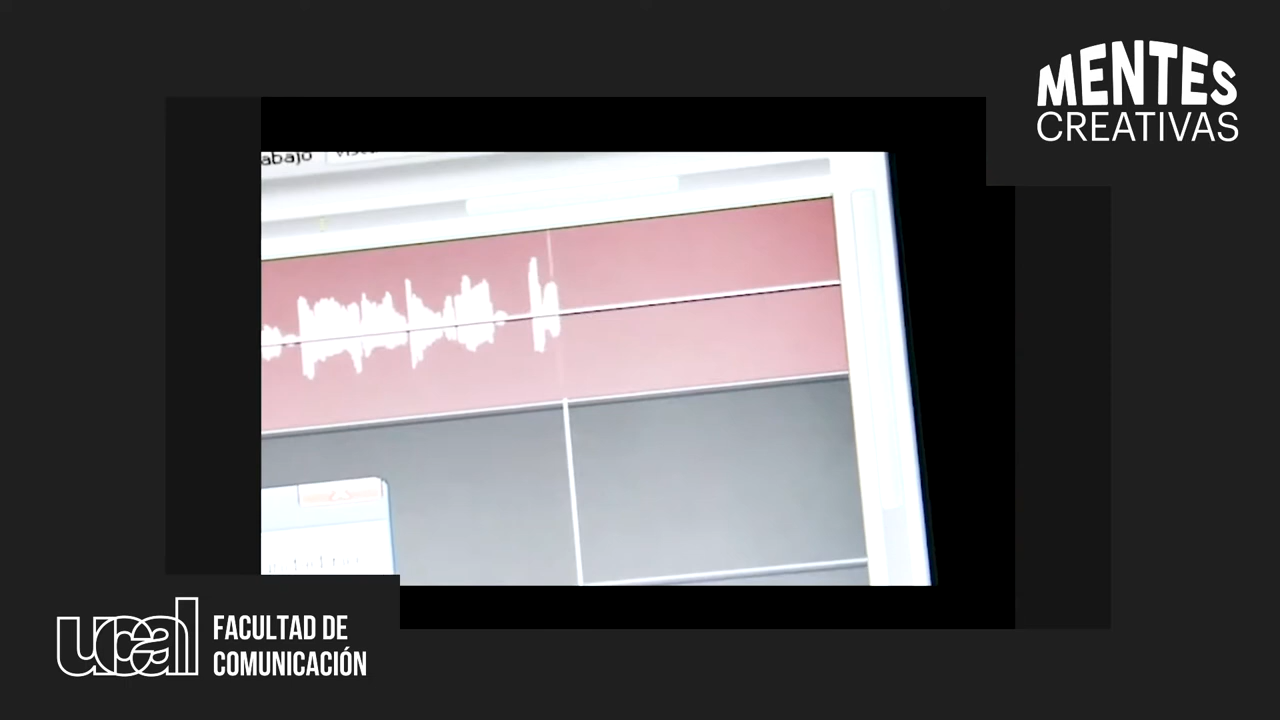 MENTES
CREATIVAS
abajo
ucal
FACULTAD DE
COMUNICACIÓN